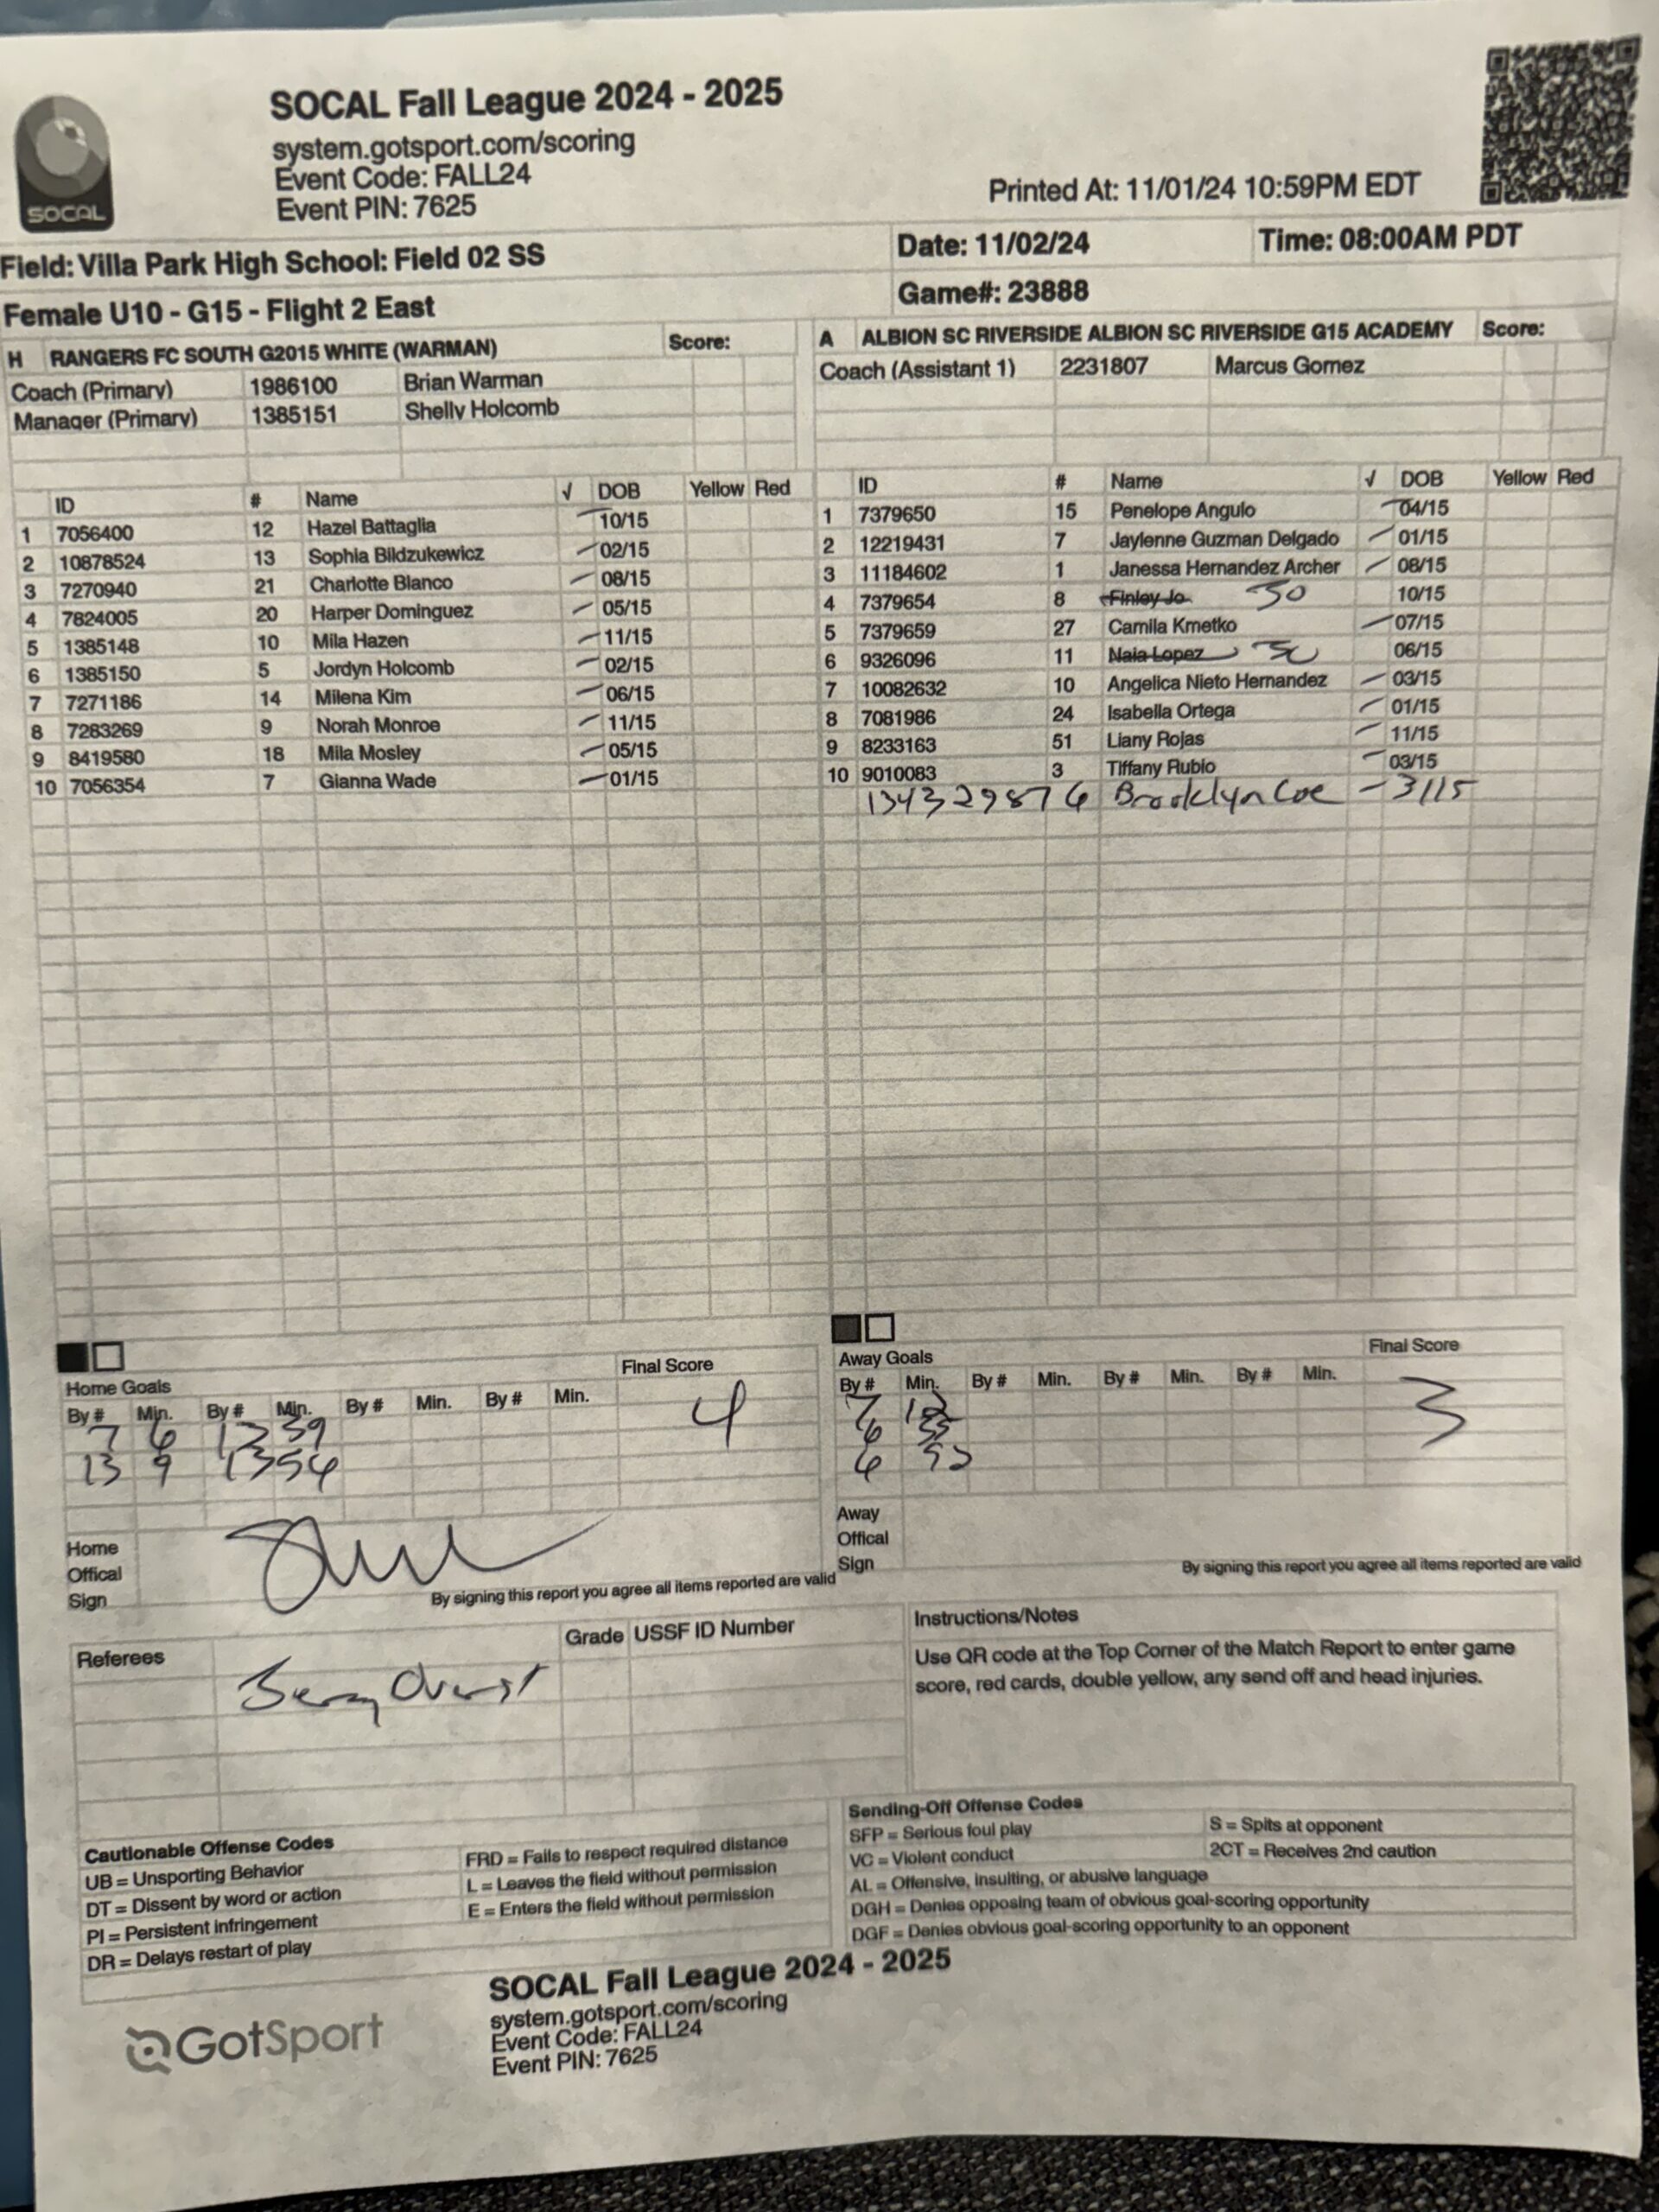 SOCAL Fall League 2024 - 2025
system.gotsport.com/scoring
Event Code: FALL24
Event PIN: 7625
SOCAL
Printed At: 11/01/24 10:59PM EDT
Field: Villa Park High School: Field 02 SS
Date: 11/02/24 Time: 08:00AM PDT
Female U10 - G15 - Flight 2 East
Game#: 23888
H RANGERS FC SOUTH G2015 WHITE (WARMAN) Score:
Coach (Primary) 1986100 Brian Warman
Manager (Primary) 1385151 Shelly Holcomb
ID # Name √ DOB Yellow Red
1 7056400 12 Hazel Battaglia 10/15
2 10878524 13 Sophia Bildzukewicz 02/15
3 7270940 21 Charlotte Blanco 08/15
4 7824005 20 Harper Dominguez 05/15
5 1385148 10 Mila Hazen 11/15
6 1385150 5 Jordyn Holcomb 02/15
7 7271186 14 Milena Kim 06/15
8 7283269 9 Norah Monroe 11/15
9 8419580 18 Mila Mosley 05/15
10 7056354 7 Gianna Wade 01/15
A ALBION SC RIVERSIDE ALBION SC RIVERSIDE G15 ACADEMY Score:
Coach (Assistant 1) 2231807 Marcus Gomez
ID # Name √ DOB Yellow Red
1 7379650 15 Penelope Angulo 04/15
2 12219431 7 Jaylenne Guzman Delgado 01/15
3 11184602 1 Janessa Hernandez Archer 08/15
4 7379654 8 Finley Jo 10/15
5 7379659 27 Camila Kmetko 07/15
6 9326096 11 Naia Lopez 06/15
7 10082632 10 Angelica Nieto Hernandez 03/15
8 7081986 24 Isabella Ortega 01/15
9 8233163 51 Liany Rojas 11/15
10 9010083 3 Tiffany Rubio 03/15
13432987 6 Brooklyn Coe 3/15
Home Goals Final Score
By # Min. By # Min. By # Min. By # Min.
7 6 39 4
13 9 13 54
Away Goals Final Score
By # Min. By # Min. By # Min. By # Min.
7 3
6
6
Home
Offical
Sign
By signing this report you agree all items reported are valid
Away
Offical
Sign
By signing this report you agree all items reported are valid
Referees Grade USSF ID Number
Instructions/Notes
Use QR code at the Top Corner of the Match Report to enter game
score, red cards, double yellow, any send off and head injuries.
Cautionable Offense Codes
UB = Unsporting Behavior
DT = Dissent by word or action
PI = Persistent infringement
DR = Delays restart of play
FRD = Fails to respect required distance
L = Leaves the field without permission
E = Enters the field without permission
Sending-Off Offense Codes
SFP = Serious foul play
VC = Violent conduct
AL = Offensive, insulting, or abusive language
DGH = Denies opposing team of obvious goal-scoring opportunity
DGF = Denies obvious goal-scoring opportunity to an opponent
S = Spits at opponent
2CT = Receives 2nd caution
GotSport
SOCAL Fall League 2024 - 2025
system.gotsport.com/scoring
Event Code: FALL24
Event PIN: 7625